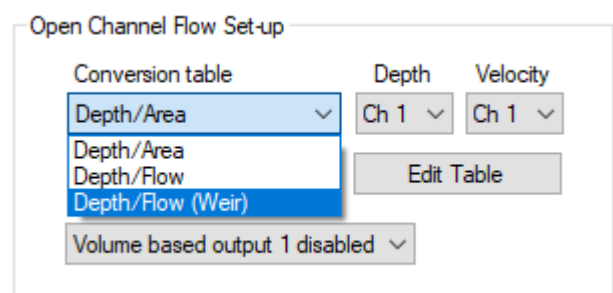 Open Channel Flow Set-up
Conversion table Depth Velocity
Depth/Area Ch 1 Ch 1
Depth/Area
Depth/Flow Edit Table
Depth/Flow (Weir)
Volume based output 1 disabled